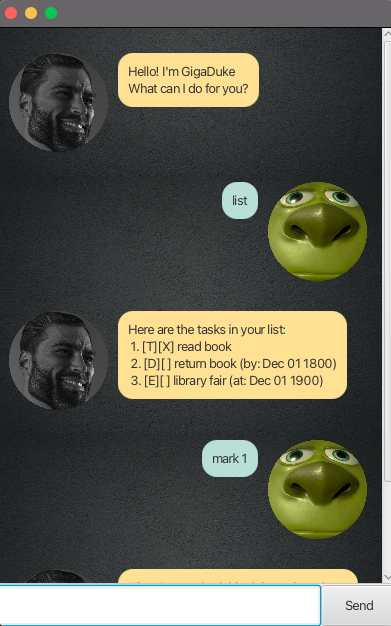 Hello! I'm GigaDuke
What can I do for you?
list
Here are the tasks in your list:
1. [T][X] read book
2. [D][ ] return book (by: Dec 01 1800)
3. [E][ ] library fair (at: Dec 01 1900)
mark 1
Send